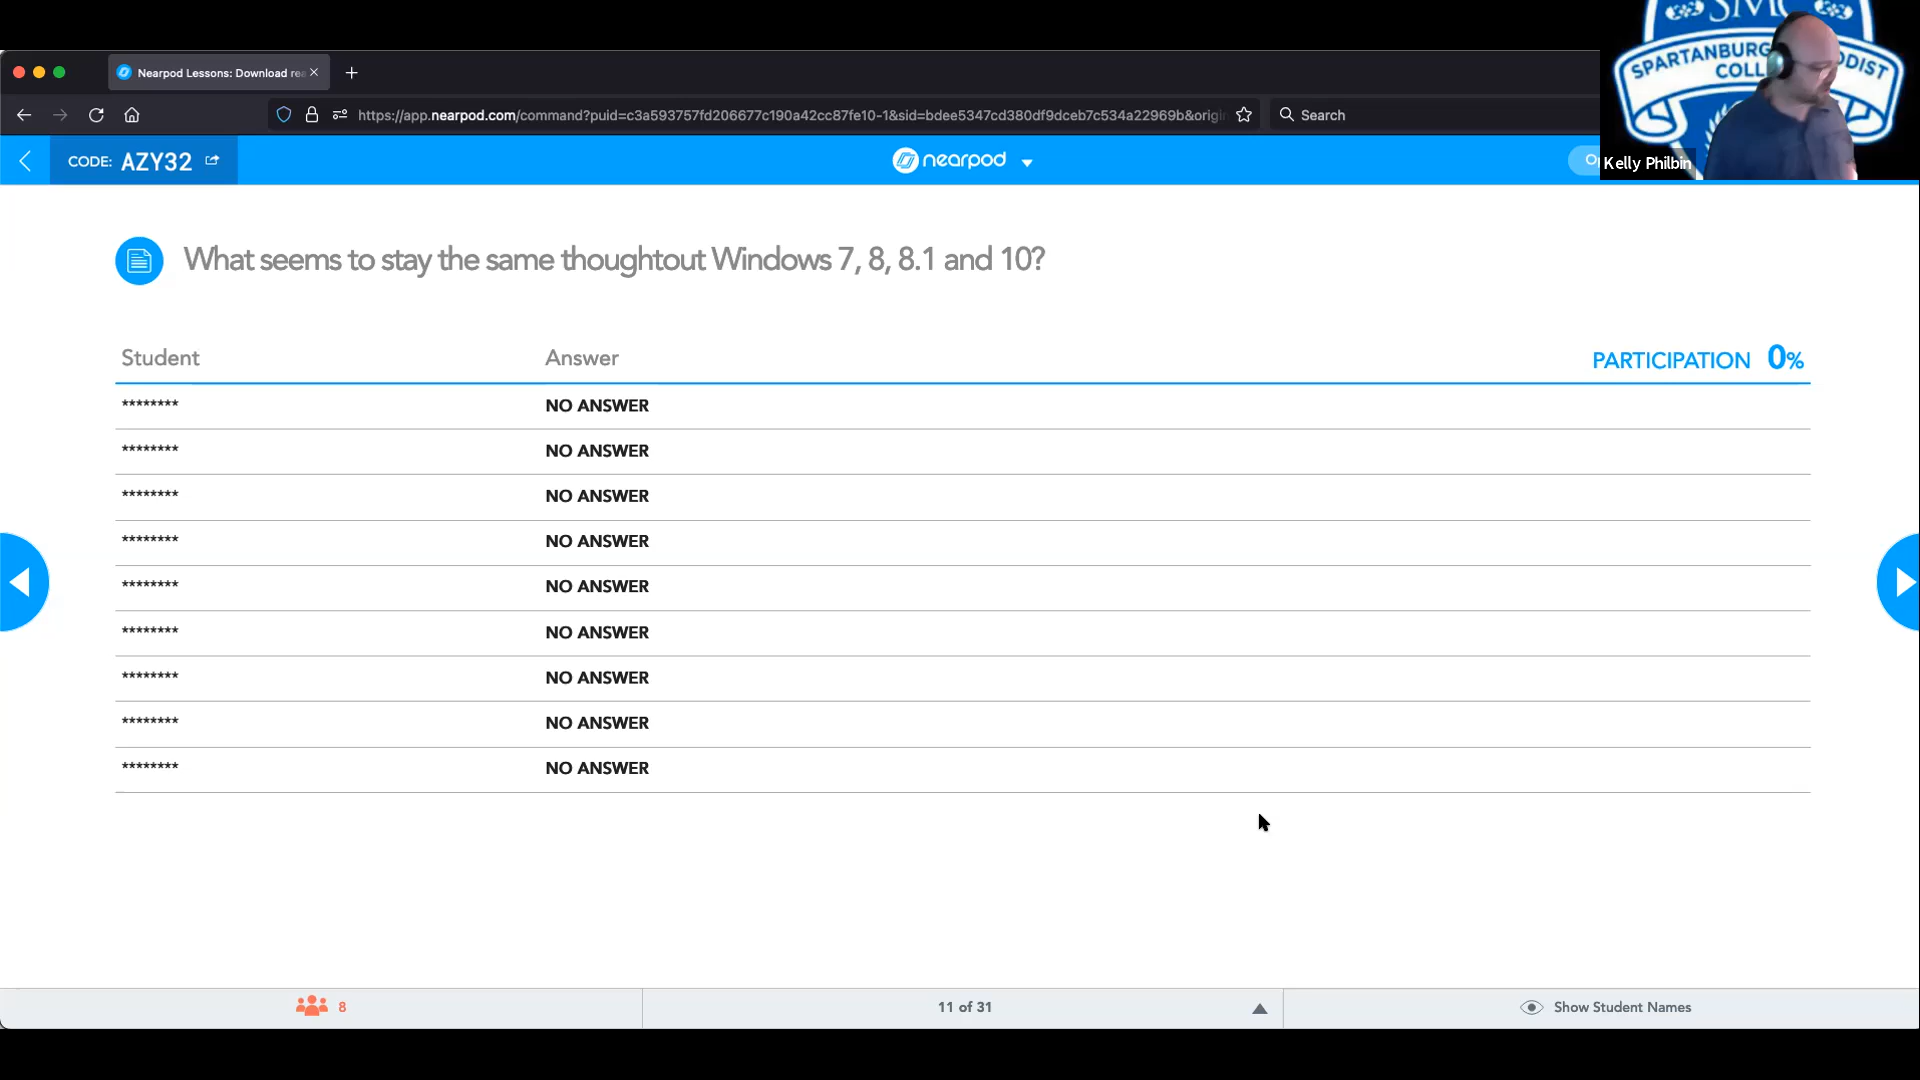 SMC
SPARTANBURG
COLL
ODIST
Kelly Philbin
Nearpod Lessons: Download re
https://app.nearpod.com/command?puid=c3a593757fd206677c190a42cc87fe10-1&sid=bdee5347cd380df9dceb7c534a22969b&origi
Search
CODE: AZY32
nearpod
What seems to stay the same thoughtout Windows 7, 8, 8.1 and 10?
Student Answer PARTICIPATION 0%
******** NO ANSWER
******** NO ANSWER
******** NO ANSWER
******** NO ANSWER
******** NO ANSWER
******** NO ANSWER
******** NO ANSWER
******** NO ANSWER
******** NO ANSWER
8
11 of 31
Show Student Names